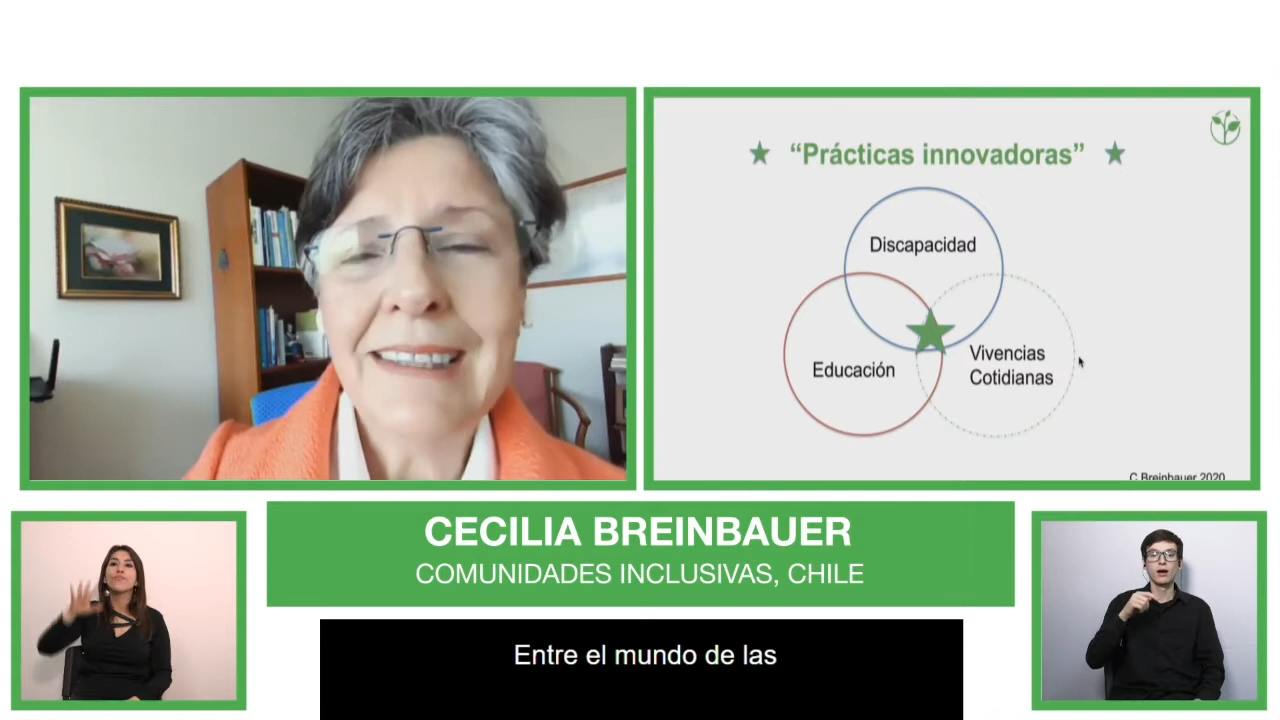 ★ “Prácticas innovadoras” ★
Discapacidad
Educación
Vivencias
Cotidianas
C Breinbauer 2020
CECILIA BREINBAUER
COMUNIDADES INCLUSIVAS, CHILE
Entre el mundo de las